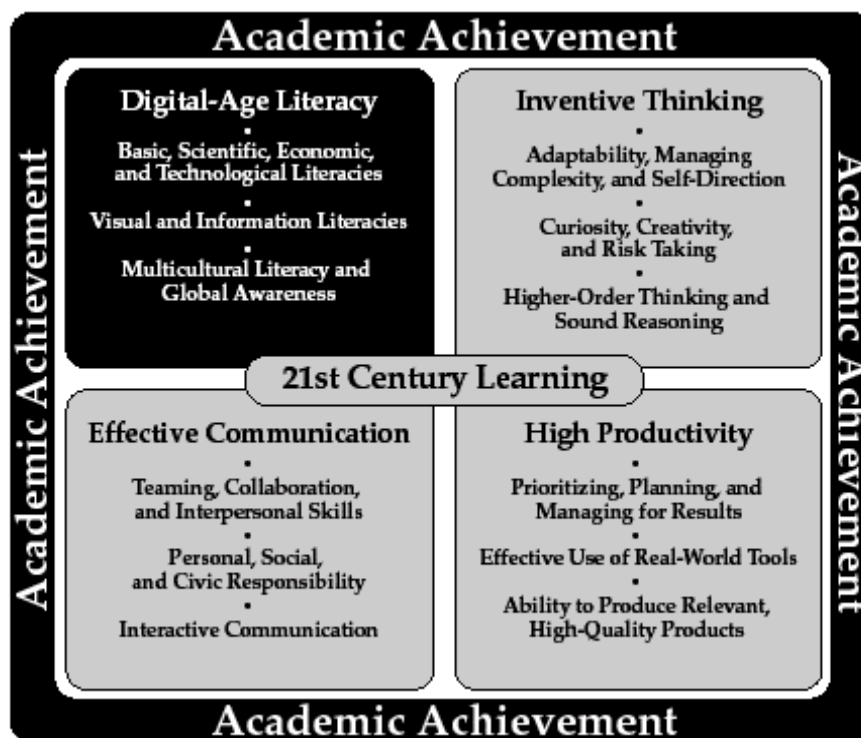 Academic Achievement
Academic Achievement
Digital-Age Literacy
•
Basic, Scientific, Economic,
and Technological Literacies
•
Visual and Information Literacies
•
Multicultural Literacy and
Global Awareness
Inventive Thinking
•
Adaptability, Managing
Complexity, and Self-Direction
•
Curiosity, Creativity,
and Risk Taking
•
Higher-Order Thinking and
Sound Reasoning
Academic Achievement
21st Century Learning
Effective Communication
•
Teaming, Collaboration,
and Interpersonal Skills
•
Personal, Social,
and Civic Responsibility
•
Interactive Communication
High Productivity
•
Prioritizing, Planning, and
Managing for Results
•
Effective Use of Real-World Tools
•
Ability to Produce Relevant,
High-Quality Products
Academic Achievement